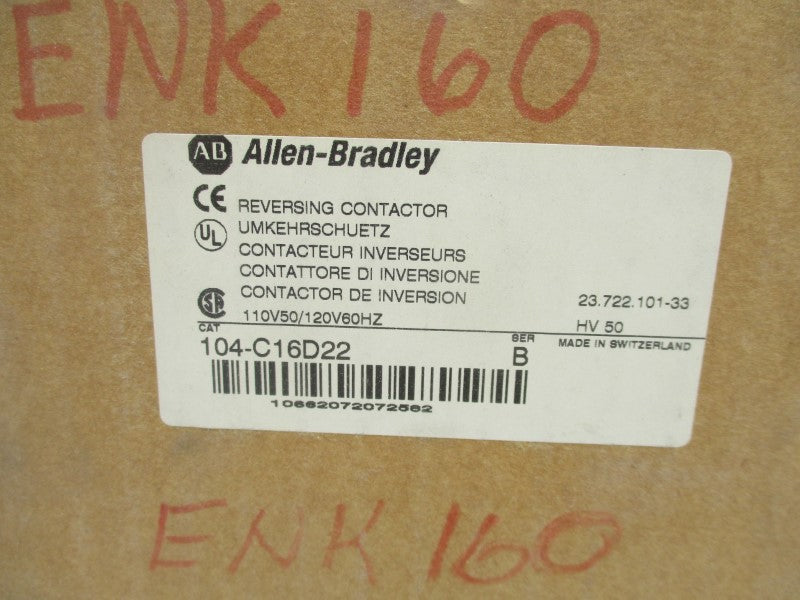 ENK 160
AB Allen-Bradley
CE REVERSING CONTACTOR
UL UMKEHRSCHUETZ
CONTACTEUR INVERSEURS
CONTATTORE DI INVERSIONE
CONTACTOR DE INVERSION 23.722.101-33
110V50/120V60HZ HV 50
CAT SER MADE IN SWITZERLAND
104-C16D22 B
10662072072562
ENK 160